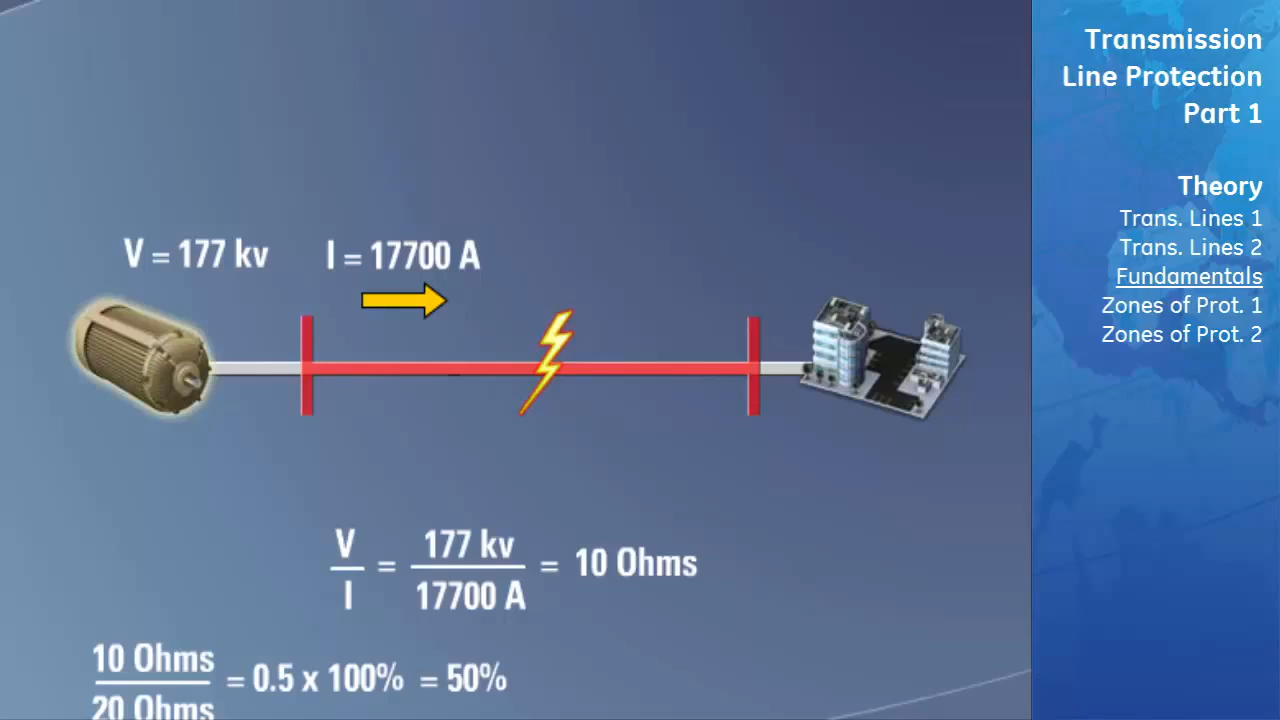 Transmission
Line Protection
Part 1
Theory
Trans. Lines 1
Trans. Lines 2
Fundamentals
Zones of Prot. 1
Zones of Prot. 2
V = 177 kv
I = 17700 A
V
I
=
177 kv
17700 A
= 10 Ohms
10 Ohms
20 Ohms
= 0.5 x 100% = 50%